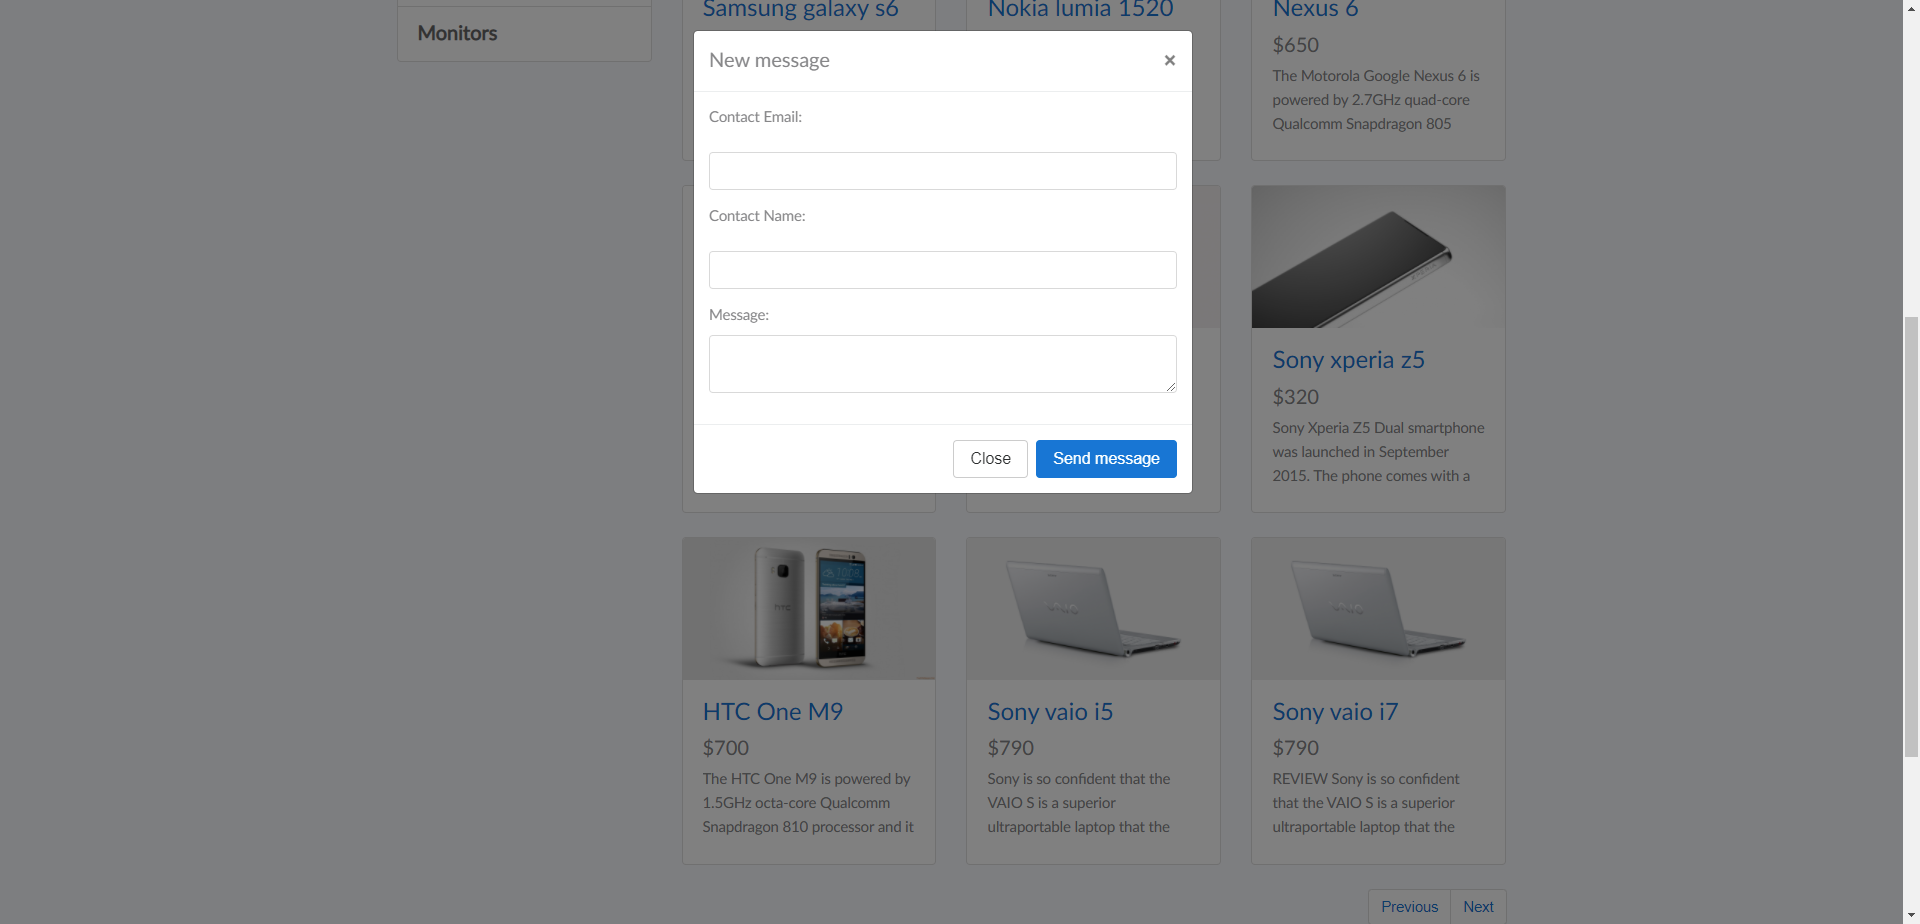 Monitors
Samsung galaxy s6
Nokia lumia 1520
Nexus 6
$650
The Motorola Google Nexus 6 is
powered by 2.7GHz quad-core
Qualcomm Snapdragon 805
New message
×
Contact Email:
Contact Name:
Message:
Close
Send message
Sony xperia z5
$320
Sony Xperia Z5 Dual smartphone
was launched in September
2015. The phone comes with a
hTC
VAIO
VAIO
HTC One M9
$700
The HTC One M9 is powered by
1.5GHz octa-core Qualcomm
Snapdragon 810 processor and it
Sony vaio i5
$790
Sony is so confident that the
VAIO S is a superior
ultraportable laptop that the
Sony vaio i7
$790
REVIEW Sony is so confident
that the VAIO S is a superior
ultraportable laptop that the
Previous
Next